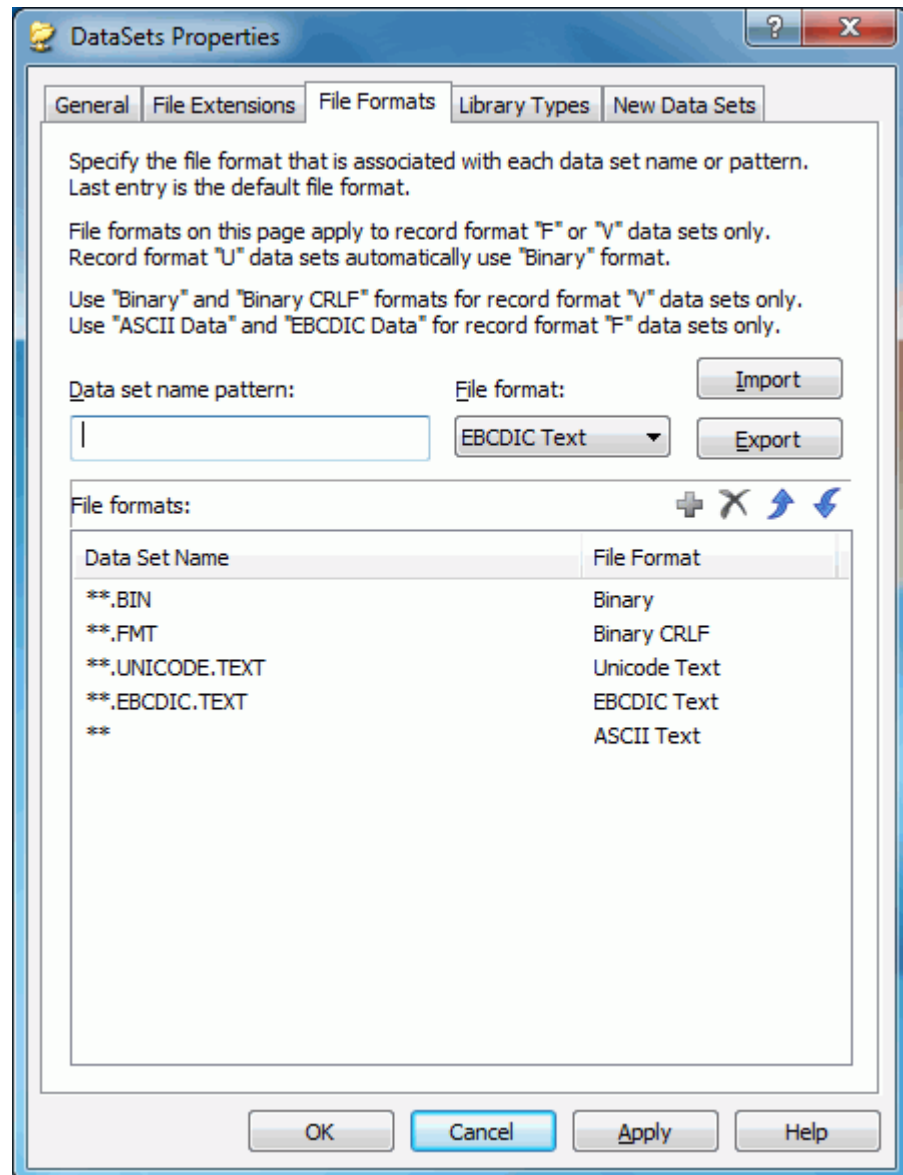 DataSets Properties
?
X
General File Extensions File Formats Library Types New Data Sets
Specify the file format that is associated with each data set name or pattern.
Last entry is the default file format.
File formats on this page apply to record format "F" or "V" data sets only.
Record format "U" data sets automatically use "Binary" format.
Use "Binary" and "Binary CRLF" formats for record format "V" data sets only.
Use "ASCII Data" and "EBCDIC Data" for record format "F" data sets only.
Data set name pattern: File format: Import
EBCDIC Text Export
File formats:
Data Set Name File Format
**.BIN Binary
**.FMT Binary CRLF
**.UNICODE.TEXT Unicode Text
**.EBCDIC.TEXT EBCDIC Text
** ASCII Text
OK Cancel Apply Help